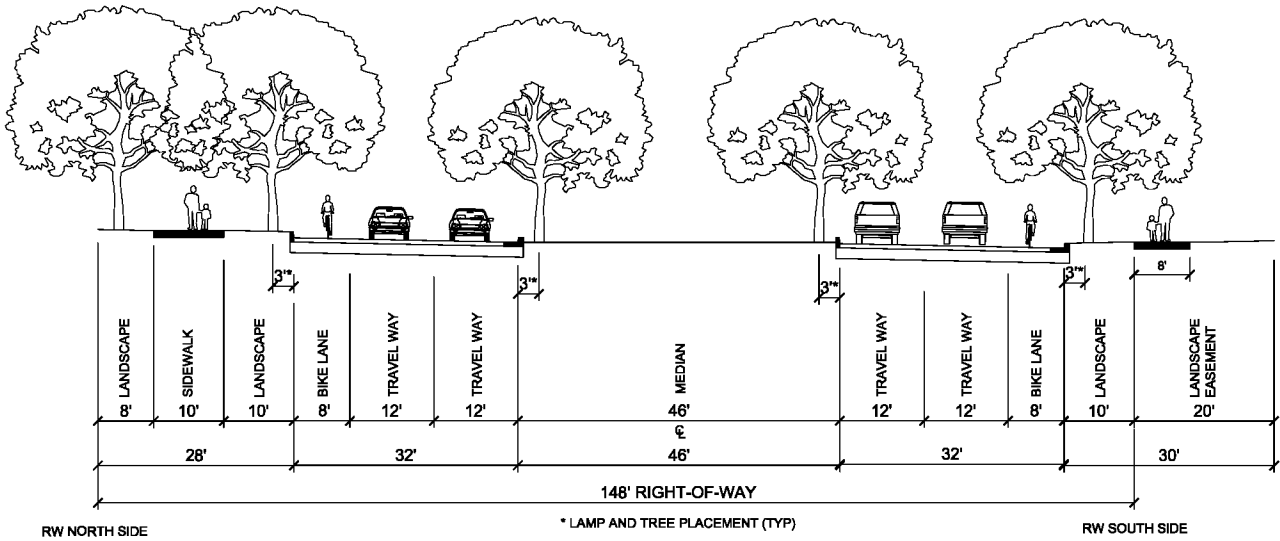 3'*
3'*
3'*
3'*
8'
LANDSCAPE
SIDEWALK
LANDSCAPE
BIKE LANE
TRAVEL WAY
TRAVEL WAY
MEDIAN
TRAVEL WAY
TRAVEL WAY
BIKE LANE
LANDSCAPE
LANDSCAPE
EASEMENT
8' 10' 10' 8' 12' 12' 46' 12' 12' 8' 10' 20'
℄
28' 32' 46' 32' 30'
148' RIGHT-OF-WAY
RW NORTH SIDE
* LAMP AND TREE PLACEMENT (TYP)
RW SOUTH SIDE